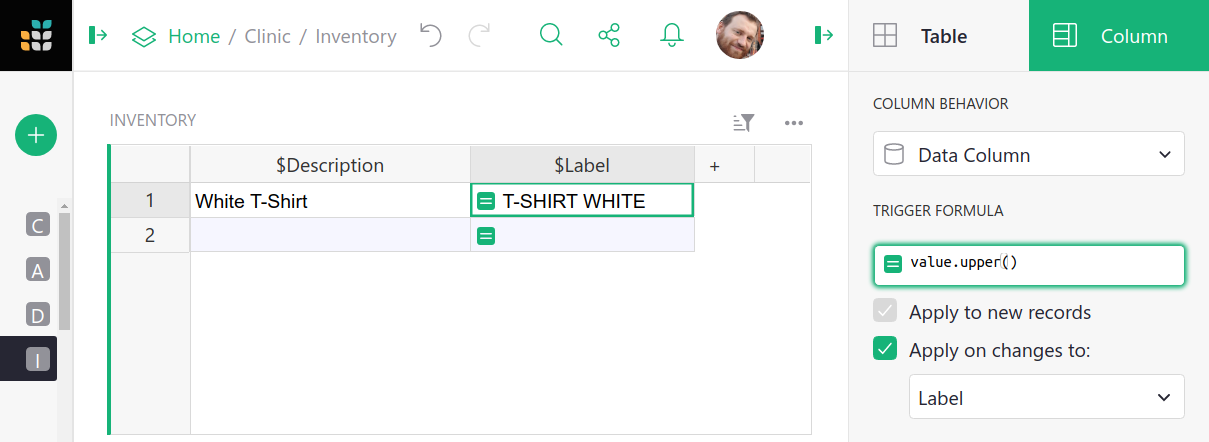 Home / Clinic / Inventory
Table
Column
INVENTORY
$Description
$Label
+
1
White T-Shirt
T-SHIRT WHITE
2
C
A
D
I
COLUMN BEHAVIOR
Data Column
TRIGGER FORMULA
value.upper()
Apply to new records
Apply on changes to:
Label